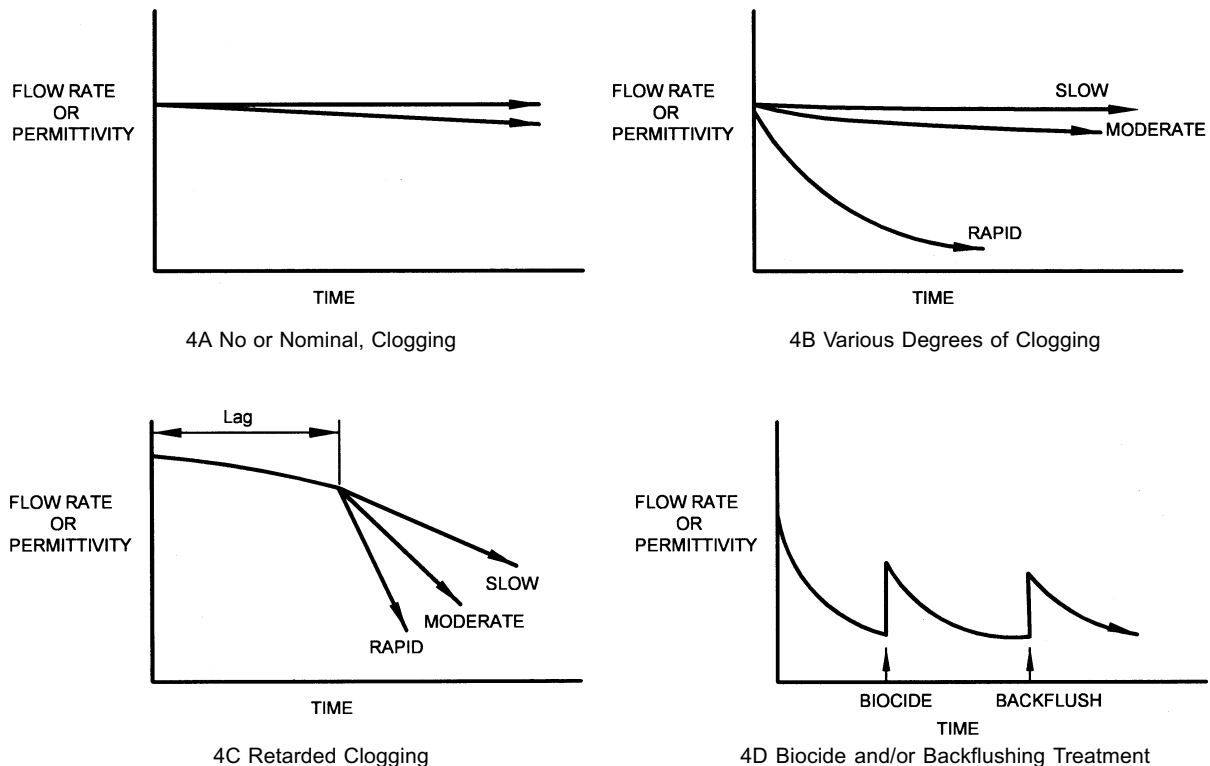 FLOW RATE
OR
PERMITTIVITY
TIME
4A No or Nominal, Clogging
FLOW RATE
OR
PERMITTIVITY
SLOW
MODERATE
RAPID
TIME
4B Various Degrees of Clogging
Lag
FLOW RATE
OR
PERMITTIVITY
SLOW
MODERATE
RAPID
TIME
4C Retarded Clogging
FLOW RATE
OR
PERMITTIVITY
BIOCIDE
BACKFLUSH
TIME
4D Biocide and/or Backflushing Treatment